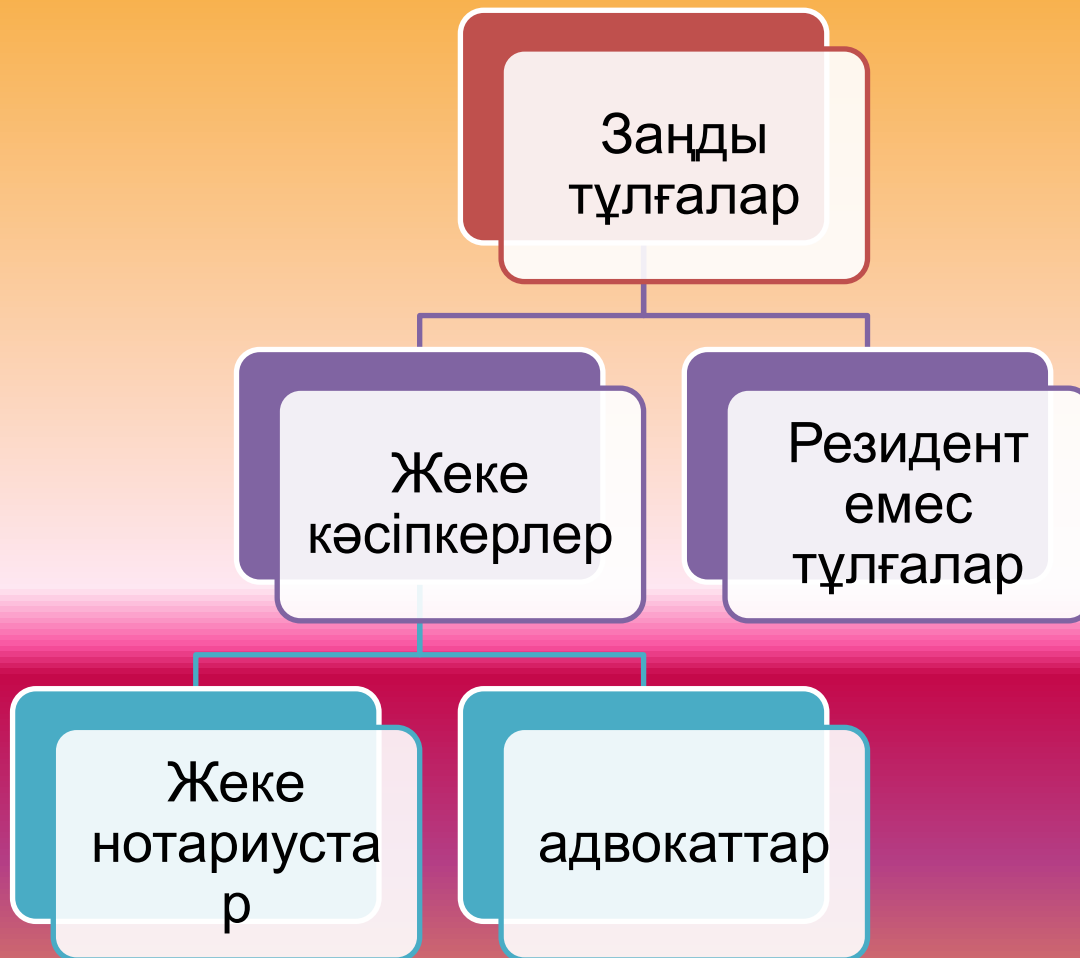 Заңды
тұлғалар
Жеке
кәсіпкерлер
Резидент
емес
тұлғалар
Жеке
нотариуста
р
адвокаттар